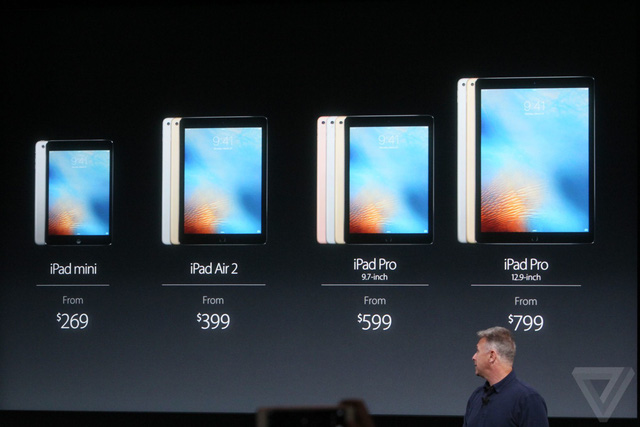 iPad mini
From
$269
iPad Air 2
From
$399
iPad Pro
9.7-inch
From
$599
iPad Pro
12.9-inch
From
$799